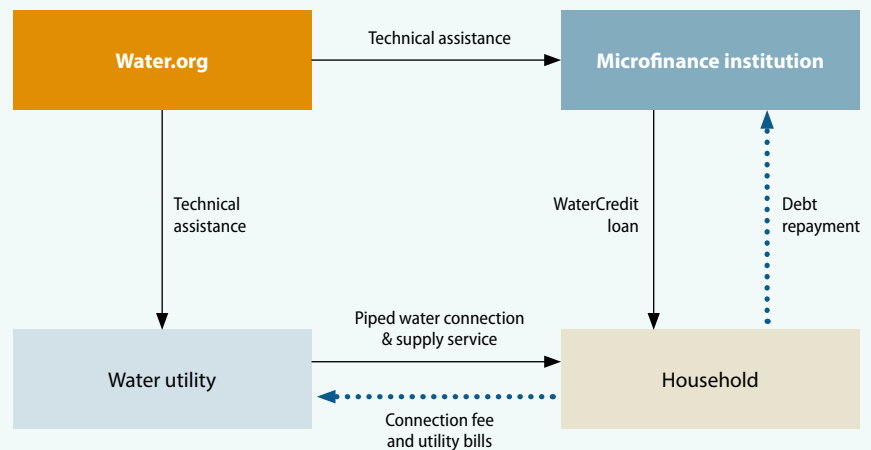 Water.org
Technical assistance
Microfinance institution
Technical
assistance
WaterCredit
loan
Debt
repayment
Water utility
Piped water connection
& supply service
Household
Connection fee
and utility bills